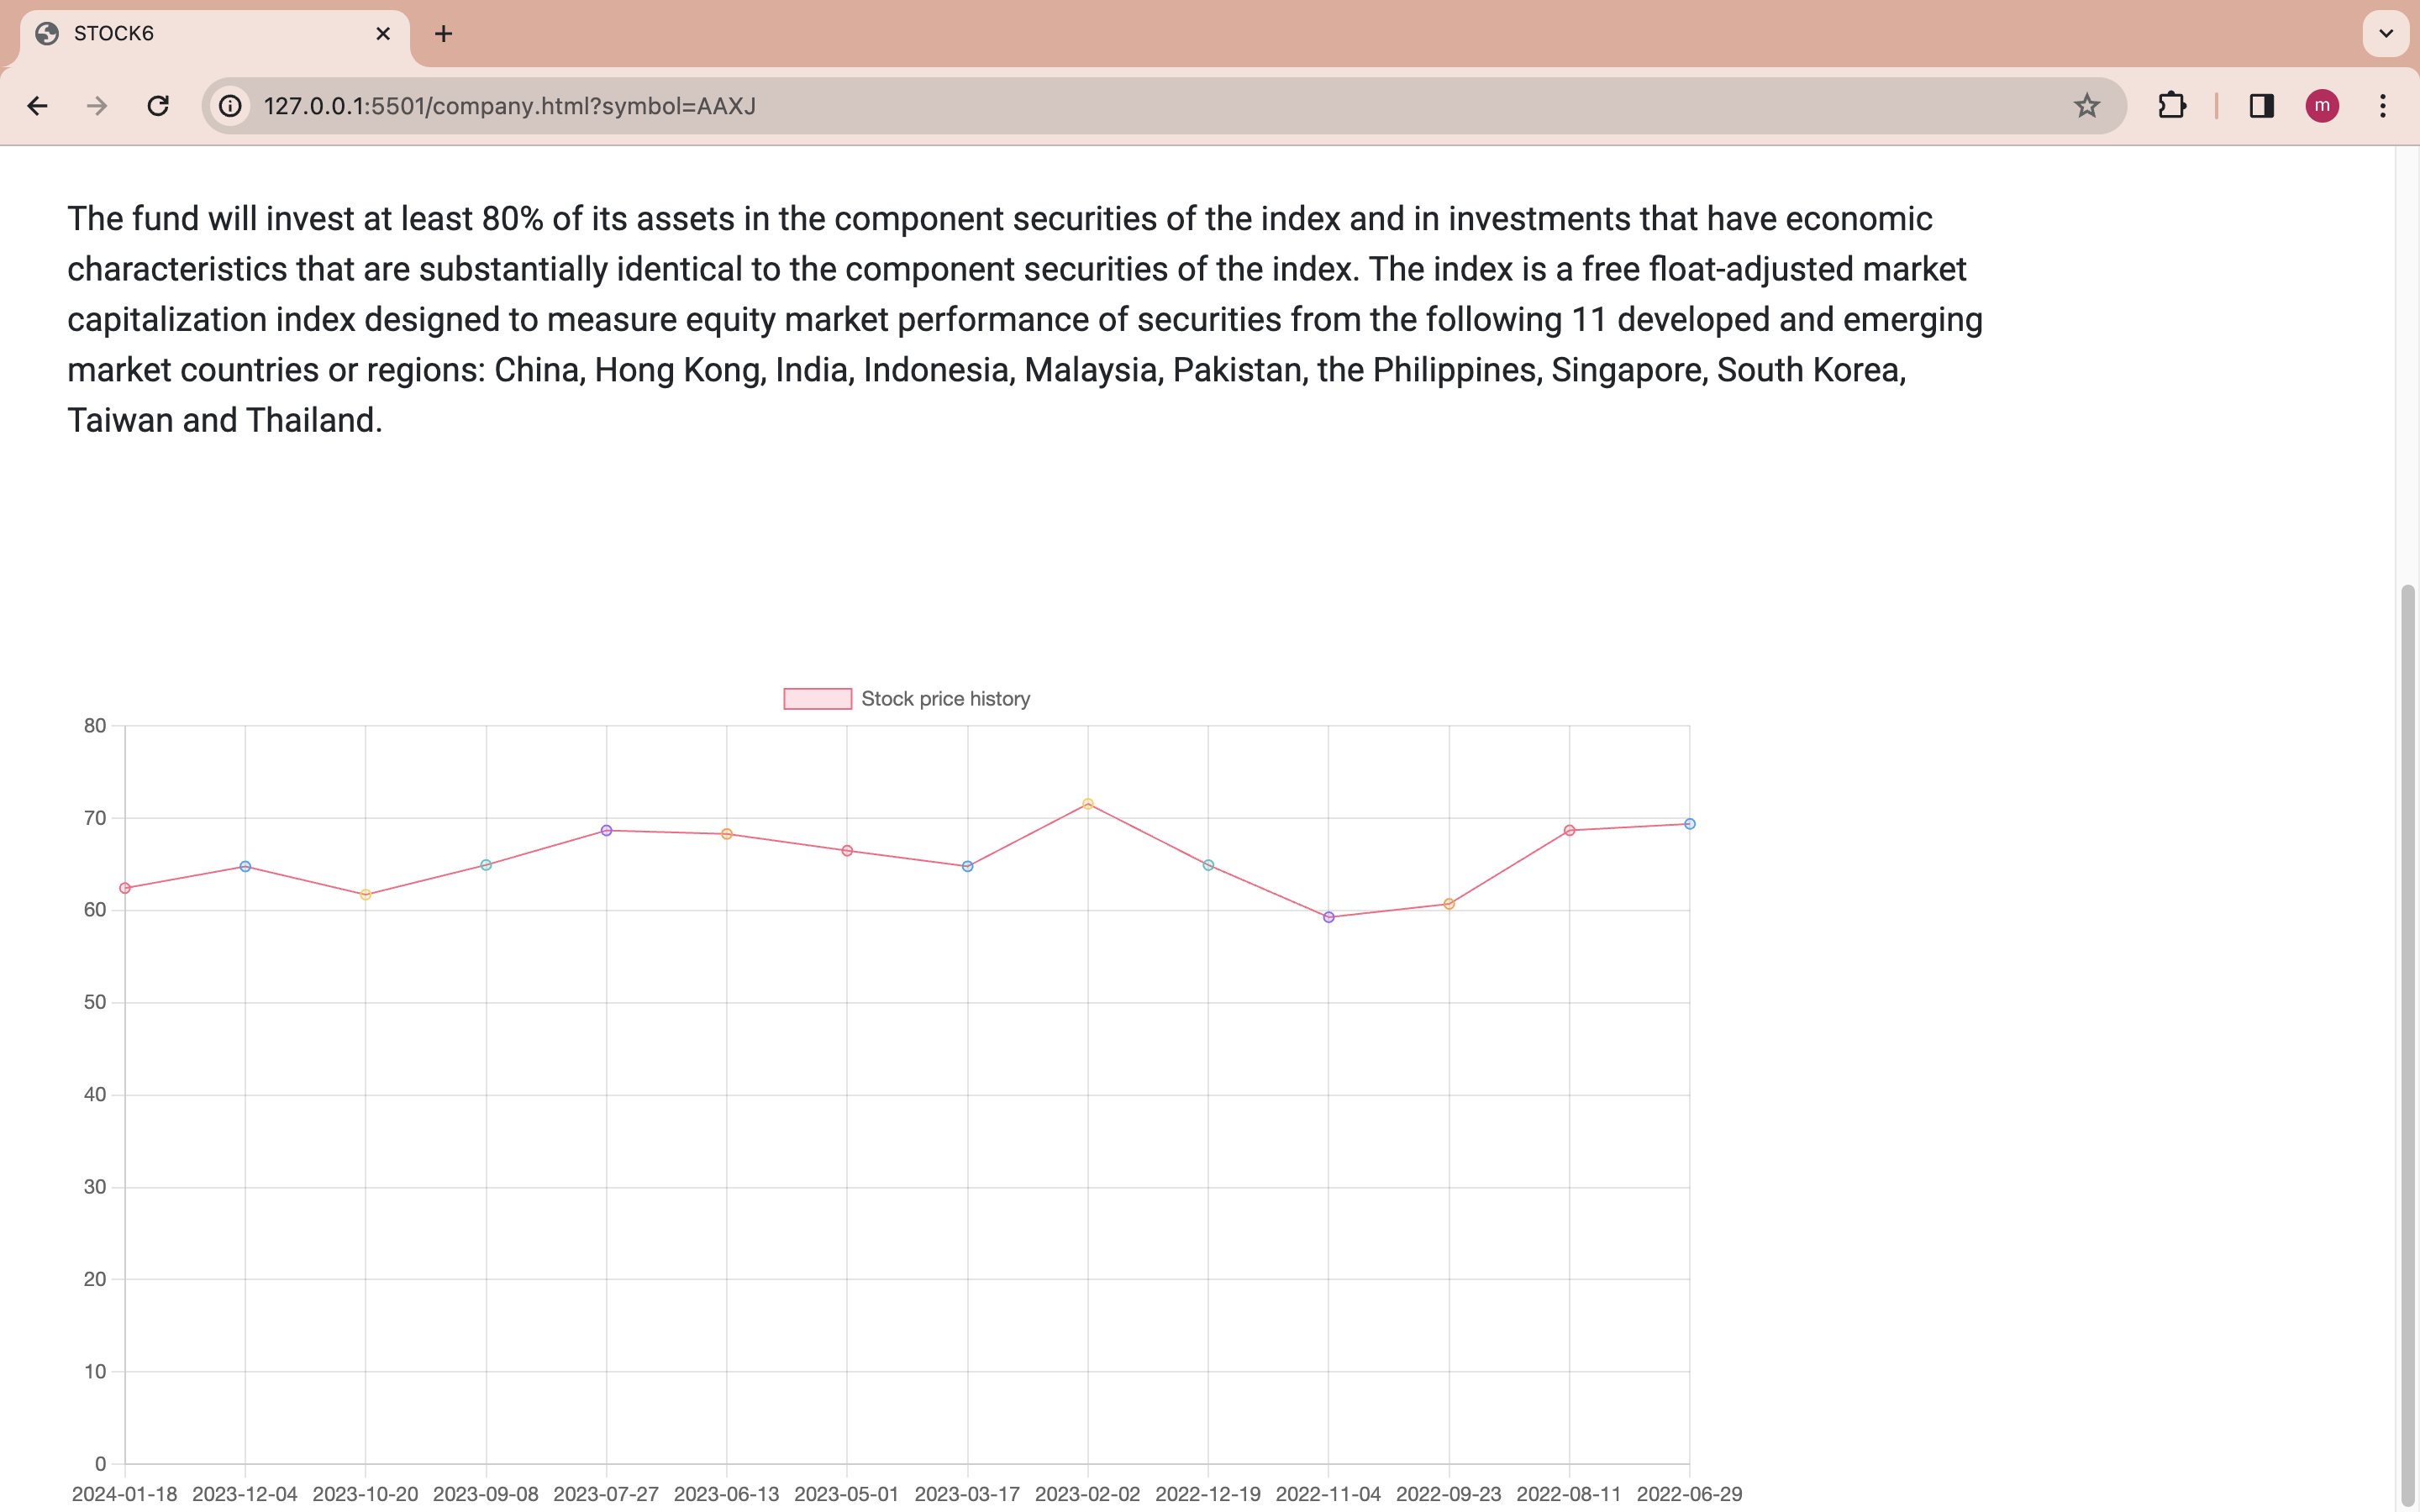 STOCK6
127.0.0.1:5501/company.html?symbol=AAXJ
m
The fund will invest at least 80% of its assets in the component securities of the index and in investments that have economic
characteristics that are substantially identical to the component securities of the index. The index is a free float-adjusted market
capitalization index designed to measure equity market performance of securities from the following 11 developed and emerging
market countries or regions: China, Hong Kong, India, Indonesia, Malaysia, Pakistan, the Philippines, Singapore, South Korea,
Taiwan and Thailand.
Stock price history
80
70
60
50
40
30
20
10
0
2024-01-18 2023-12-04 2023-10-20 2023-09-08 2023-07-27 2023-06-13 2023-05-01 2023-03-17 2023-02-02 2022-12-19 2022-11-04 2022-09-23 2022-08-11 2022-06-29